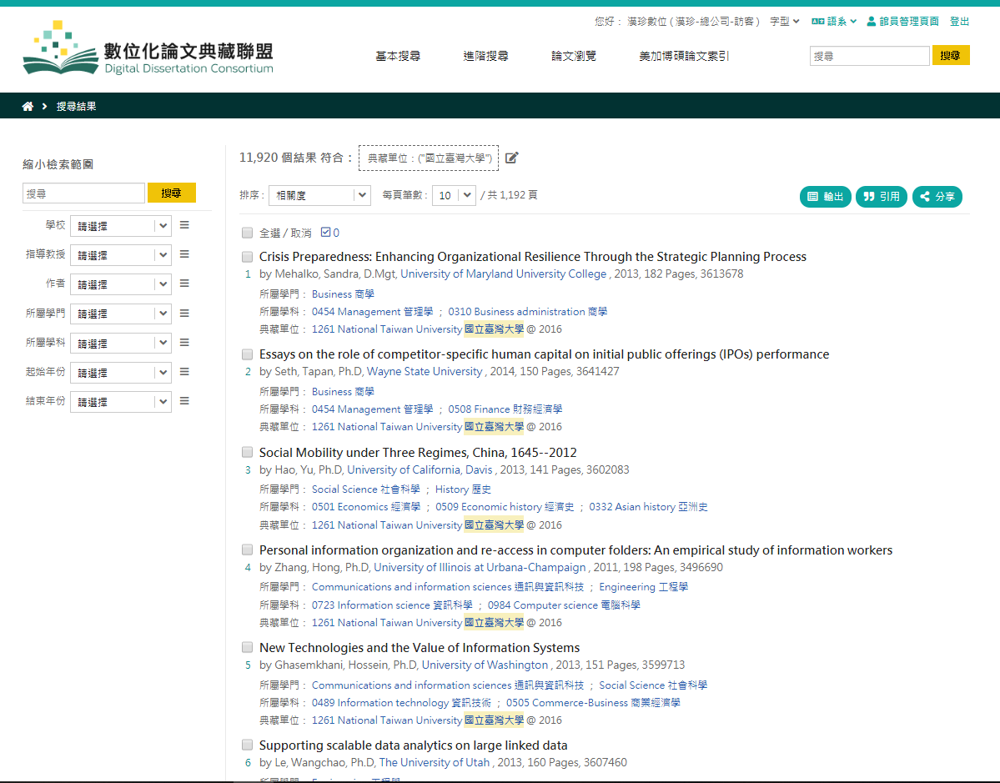 您好： 漢珍數位 ( 漢珍-總公司-訪客 ) 字型 語系 館員管理頁面 登出
數位化論文典藏聯盟
Digital Dissertation Consortium
基本搜尋 進階搜尋 論文瀏覽 美加博碩論文索引 搜尋 搜尋
搜尋結果
縮小檢索範圍
搜尋 搜尋
學校 請選擇
指導教授 請選擇
作者 請選擇
所屬學門 請選擇
所屬學科 請選擇
起始年份 請選擇
結束年份 請選擇
11,920 個結果 符合： 典藏單位：("國立臺灣大學")
排序: 相關度 每頁筆數: 10 / 共 1,192 頁 輸出 引用 分享
全選 / 取消 0
Crisis Preparedness: Enhancing Organizational Resilience Through the Strategic Planning Process
1 by Mehalko, Sandra, D.Mgt, University of Maryland University College , 2013, 182 Pages, 3613678
所屬學門： Business 商學
所屬學科： 0454 Management 管理學 ； 0310 Business administration 商學
典藏單位： 1261 National Taiwan University 國立臺灣大學 @ 2016
Essays on the role of competitor-specific human capital on initial public offerings (IPOs) performance
2 by Seth, Tapan, Ph.D, Wayne State University , 2014, 150 Pages, 3641427
所屬學門： Business 商學
所屬學科： 0454 Management 管理學 ； 0508 Finance 財務經濟學
典藏單位： 1261 National Taiwan University 國立臺灣大學 @ 2016
Social Mobility under Three Regimes, China, 1645--2012
3 by Hao, Yu, Ph.D, University of California, Davis , 2013, 141 Pages, 3602083
所屬學門： Social Science 社會科學 ； History 歷史
所屬學科： 0501 Economics 經濟學 ； 0509 Economic history 經濟史 ； 0332 Asian history 亞洲史
典藏單位： 1261 National Taiwan University 國立臺灣大學 @ 2016
Personal information organization and re-access in computer folders: An empirical study of information workers
4 by Zhang, Hong, Ph.D, University of Illinois at Urbana-Champaign , 2011, 198 Pages, 3496690
所屬學門： Communications and information sciences 通訊與資訊科技 ； Engineering 工程學
所屬學科： 0723 Information science 資訊科學 ； 0984 Computer science 電腦科學
典藏單位： 1261 National Taiwan University 國立臺灣大學 @ 2016
New Technologies and the Value of Information Systems
5 by Ghasemkhani, Hossein, Ph.D, University of Washington , 2013, 151 Pages, 3599713
所屬學門： Communications and information sciences 通訊與資訊科技 ； Social Science 社會科學
所屬學科： 0489 Information technology 資訊技術 ； 0505 Commerce-Business 商業經濟學
典藏單位： 1261 National Taiwan University 國立臺灣大學 @ 2016
Supporting scalable data analytics on large linked data
6 by Le, Wangchao, Ph.D, The University of Utah , 2013, 160 Pages, 3607460